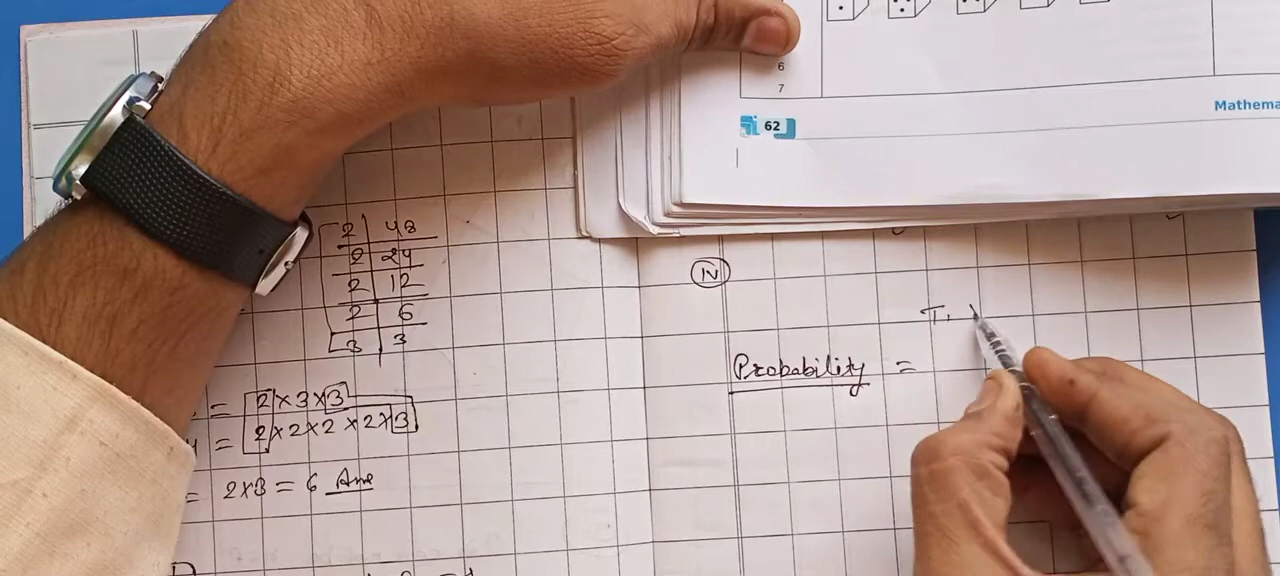 6
7
62
Mathema
2 | 48
2 | 24
2 | 12
2 | 6
3 | 3
= 2×3×3
= 2×2×2×2×3
= 2×3 = 6 Ans
IV
T.
Probability =